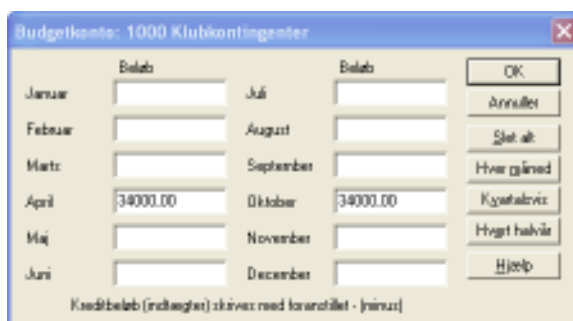 Budgetkonto: 1000 Klubkontingenter
Beløb Beløb
Januar Juli
Februar August
Marts September
April 34000.00 Oktober 34000.00
Maj November
Juni December
OK
Annuller
Slet alt
Hver måned
Kvartalsvis
Hvert halvår
Hjælp
Kreditbeløb (indtægter) skrives med foranstillet - (minus)